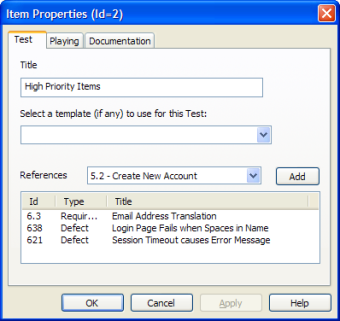 Item Properties (Id=2)
Test Playing Documentation
Title
High Priority Items
Select a template (if any) to use for this Test:
References 5.2 - Create New Account Add
Id Type Title
6.3 Requir... Email Address Translation
638 Defect Login Page Fails when Spaces in Name
621 Defect Session Timeout causes Error Message
OK Cancel Apply Help